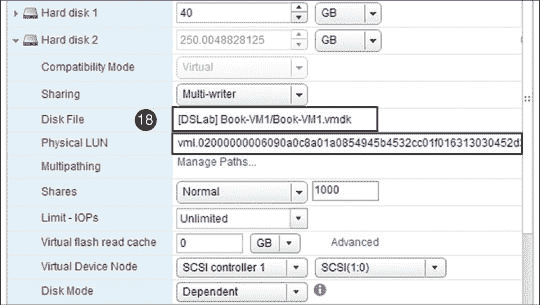 Hard disk 1 40 GB
Hard disk 2 250.0048828125 GB
Compatibility Mode Virtual
Sharing Multi-writer
18 Disk File [DSLab] Book-VM1/Book-VM1.vmdk
Physical LUN vml.02000000006090a0c8a01a0854945b4532cc01f016313030452d
Multipathing Manage Paths...
Shares Normal 1000
Limit - IOPs Unlimited
Virtual flash read cache 0 GB Advanced
Virtual Device Node SCSI controller 1 SCSI(1:0)
Disk Mode Dependent